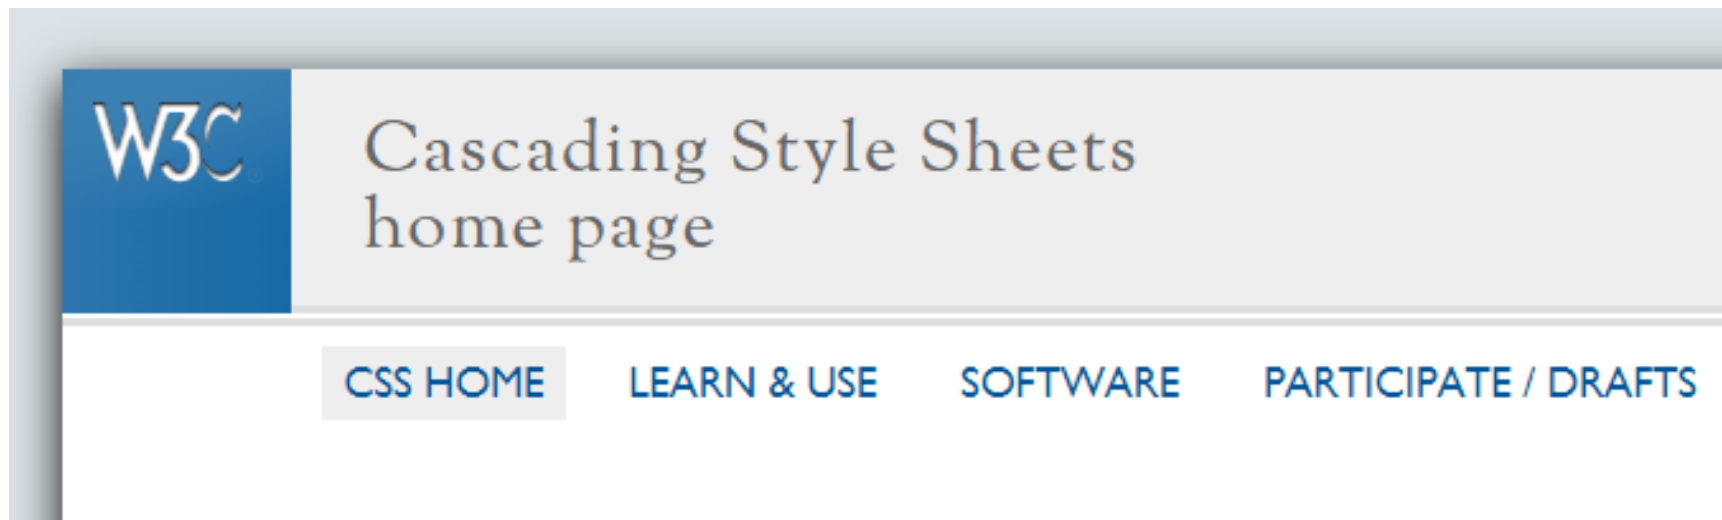 W3C
Cascading Style Sheets
home page
CSS HOME LEARN & USE SOFTWARE PARTICIPATE / DRAFTS